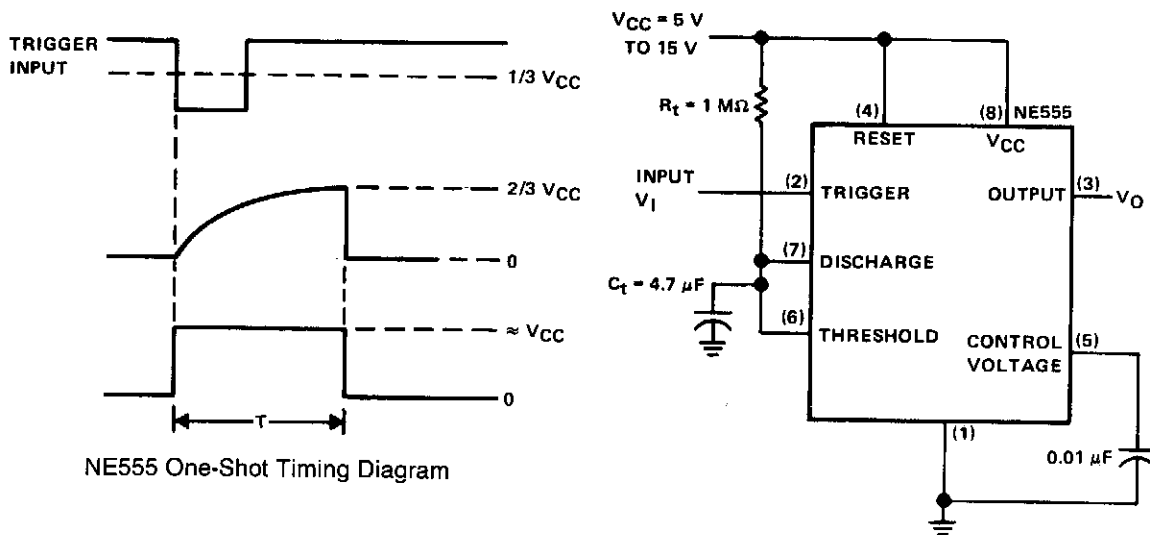 TRIGGER
INPUT
1/3 VCC
2/3 VCC
0
≈ VCC
0
T
NE555 One-Shot Timing Diagram
VCC = 5 V
TO 15 V
Rt = 1 MΩ
(4)
(8) NE555
RESET
VCC
INPUT
VI
(2)
TRIGGER
OUTPUT
(3)
VO
(7)
DISCHARGE
Ct = 4.7 μF
(6)
THRESHOLD
CONTROL
VOLTAGE
(5)
(1)
0.01 μF